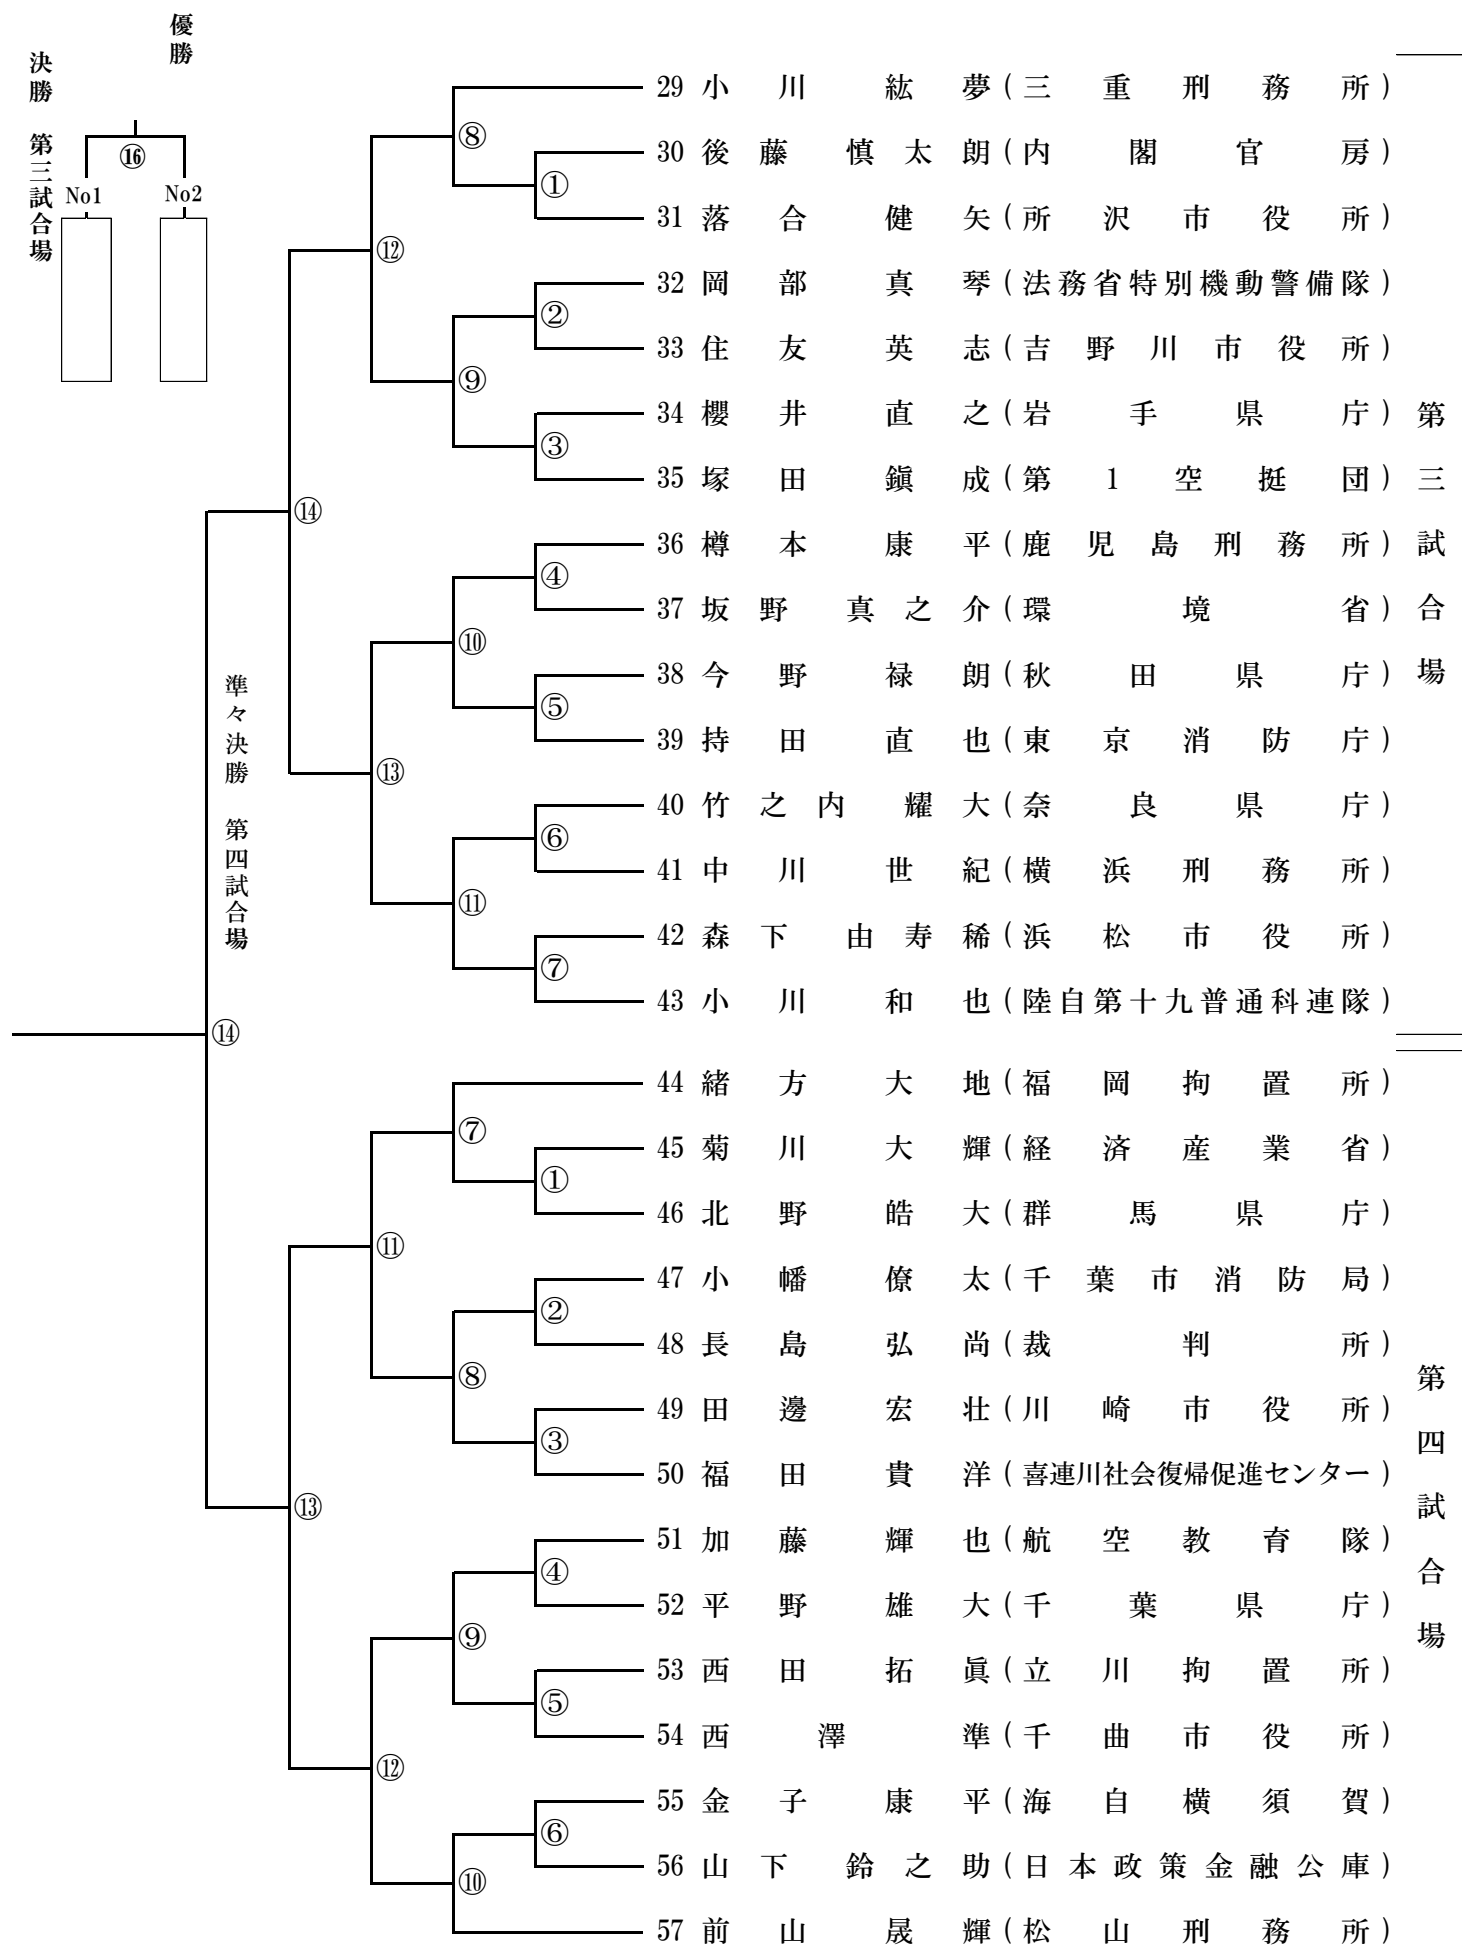 優勝
決勝 第三試合場
⑯
No1
No2
29 小川 紘夢(三重刑務所)
⑧
30 後藤 慎太朗(内閣官房)
①
31 落合 健矢(所沢市役所)
⑫
32 岡部 真琴(法務省特別機動警備隊)
②
33 住友 英志(吉野川市役所)
⑨
34 櫻井 直之(岩手県庁)
③
35 塚田 鎭成(第1空挺団)
⑭
36 樽本 康平(鹿児島刑務所)
④
37 坂野 真之介(環境省)
⑩
38 今野 禄朗(秋田県庁)
⑤
39 持田 直也(東京消防庁)
⑬
40 竹之内 耀大(奈良県庁)
⑥
41 中川 世紀(横浜刑務所)
⑪
42 森下 由寿稀(浜松市役所)
⑦
43 小川 和也(陸自第十九普通科連隊)
第三試合場
準々決勝 第四試合場
⑭
44 緒方 大地(福岡拘置所)
⑦
45 菊川 大輝(経済産業省)
①
46 北野 皓大(群馬県庁)
⑪
47 小幡 僚太(千葉市消防局)
②
48 長島 弘尚(裁判所)
⑧
49 田邊 宏壮(川崎市役所)
③
50 福田 貴洋(喜連川社会復帰促進センター)
⑬
51 加藤 輝也(航空教育隊)
④
52 平野 雄大(千葉県庁)
⑨
53 西田 拓眞(立川拘置所)
⑤
54 西澤 準(千曲市役所)
⑫
55 金子 康平(海自横須賀)
⑥
56 山下 鈴之助(日本政策金融公庫)
⑩
57 前山 晟輝(松山刑務所)
第四試合場